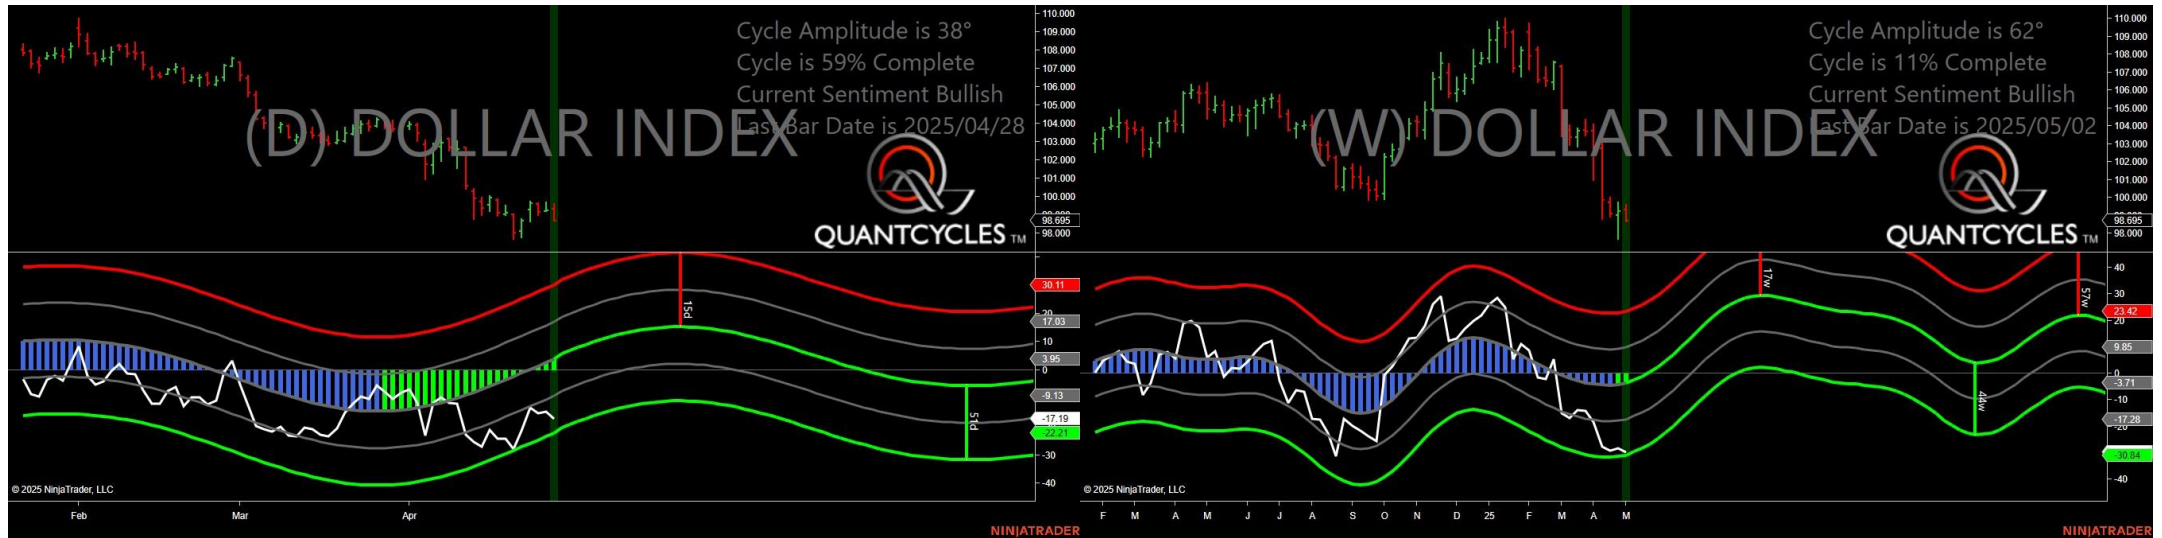 Cycle Amplitude is 38°
Cycle is 59% Complete
Current Sentiment Bullish
Last Bar Date is 2025/04/28
(D) DOLLAR INDEX
QUANTCYCLES TM
110.000
109.000
108.000
107.000
106.000
105.000
104.000
103.000
102.000
101.000
100.000
98.695
98.000
30.11
20
17.03
10
3.95
0
-9.13
-17.19
-22.21
-30
-40
15d
51d
© 2025 NinjaTrader, LLC
Feb Mar Apr
NINJATRADER
Cycle Amplitude is 62°
Cycle is 11% Complete
Current Sentiment Bullish
Last Bar Date is 2025/05/02
(W) DOLLAR INDEX
QUANTCYCLES TM
110.000
109.000
108.000
107.000
106.000
105.000
104.000
103.000
102.000
101.000
100.000
98.695
98.000
40
30
23.42
20
9.85
0
-3.71
-10
-17.28
-20
-30.84
-40
17w
44w
57w
© 2025 NinjaTrader, LLC
F M A M J J A S O N D 25 F M A M
NINJATRADER